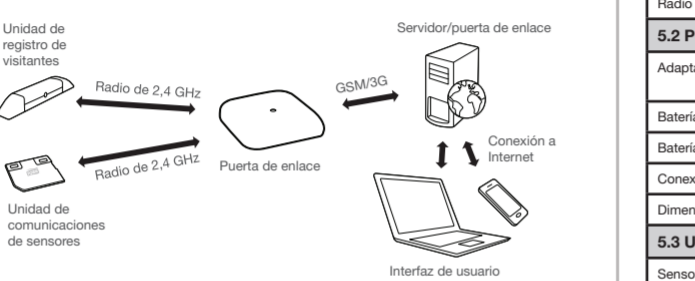 Unidad de
registro de
visitantes
Radio de 2,4 GHz
Radio de 2,4 GHz
Unidad de
comunicaciones
de sensores
Puerta de enlace
GSM/3G
Servidor/puerta de enlace
Conexión a
Internet
Interfaz de usuario
Radio
5.2 P
Adapta
Batería
Batería
Conex
Dimen
5.3 U
Senso